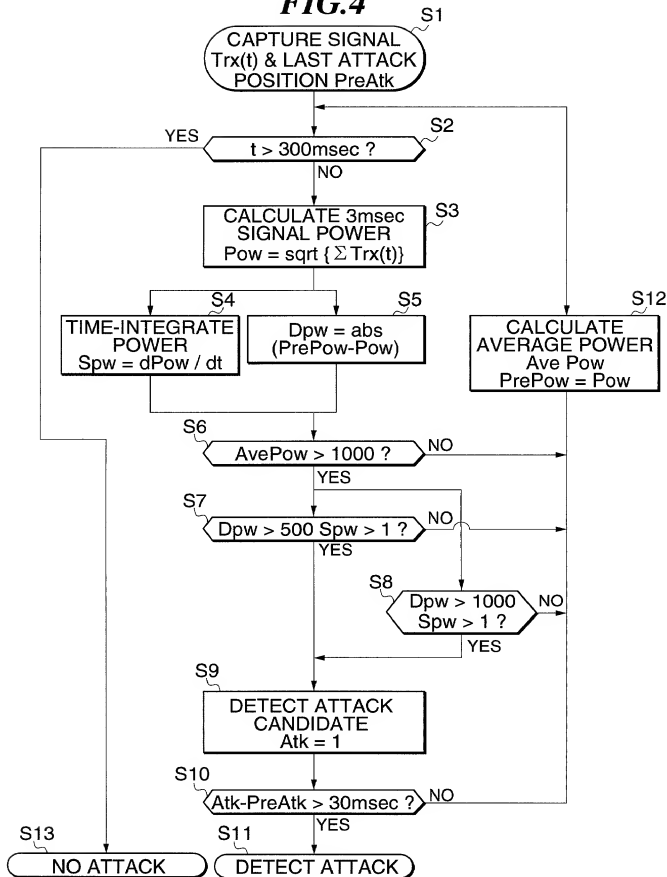 FIG.4
S1
CAPTURE SIGNAL
Trx(t) & LAST ATTACK
POSITION PreAtk
S2
YES
t > 300msec ?
NO
S3
CALCULATE 3msec
SIGNAL POWER
Pow = sqrt { Σ Trx(t)}
S4
TIME-INTEGRATE
POWER
Spw = dPow / dt
S5
Dpw = abs
(PrePow-Pow)
S12
CALCULATE
AVERAGE POWER
Ave Pow
PrePow = Pow
S6
AvePow > 1000 ?
NO
YES
S7
Dpw > 500 Spw > 1 ?
NO
YES
S8
Dpw > 1000
Spw > 1 ?
NO
YES
S9
DETECT ATTACK
CANDIDATE
Atk = 1
S10
Atk-PreAtk > 30msec ?
NO
YES
S13
NO ATTACK
S11
DETECT ATTACK